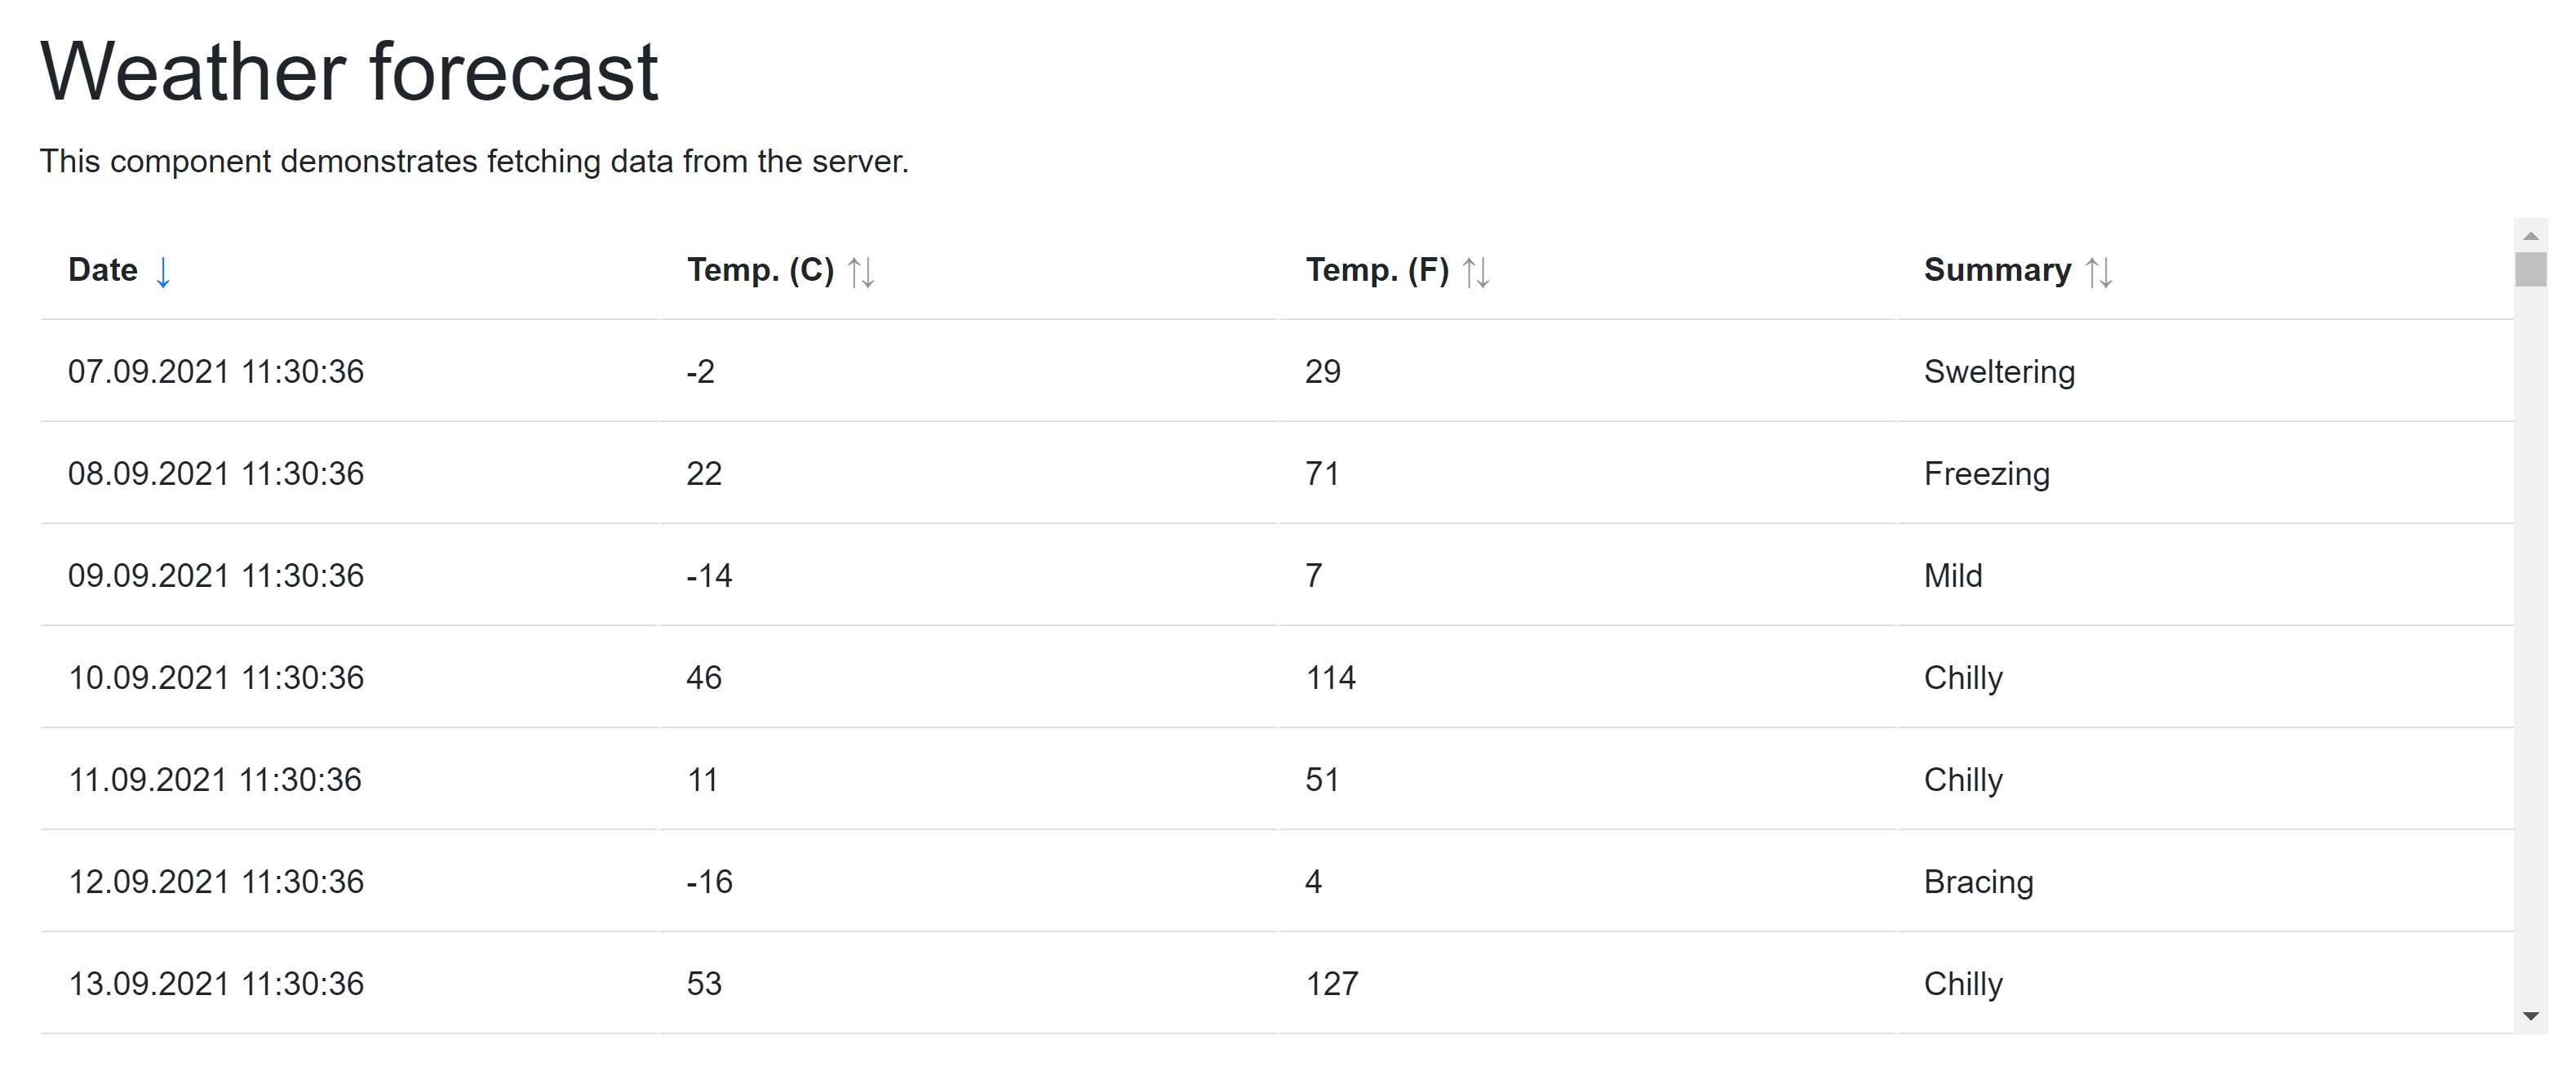 Weather forecast
This component demonstrates fetching data from the server.
Date ↓ Temp. (C) ↑↓ Temp. (F) ↑↓ Summary ↑↓
07.09.2021 11:30:36 -2 29 Sweltering
08.09.2021 11:30:36 22 71 Freezing
09.09.2021 11:30:36 -14 7 Mild
10.09.2021 11:30:36 46 114 Chilly
11.09.2021 11:30:36 11 51 Chilly
12.09.2021 11:30:36 -16 4 Bracing
13.09.2021 11:30:36 53 127 Chilly